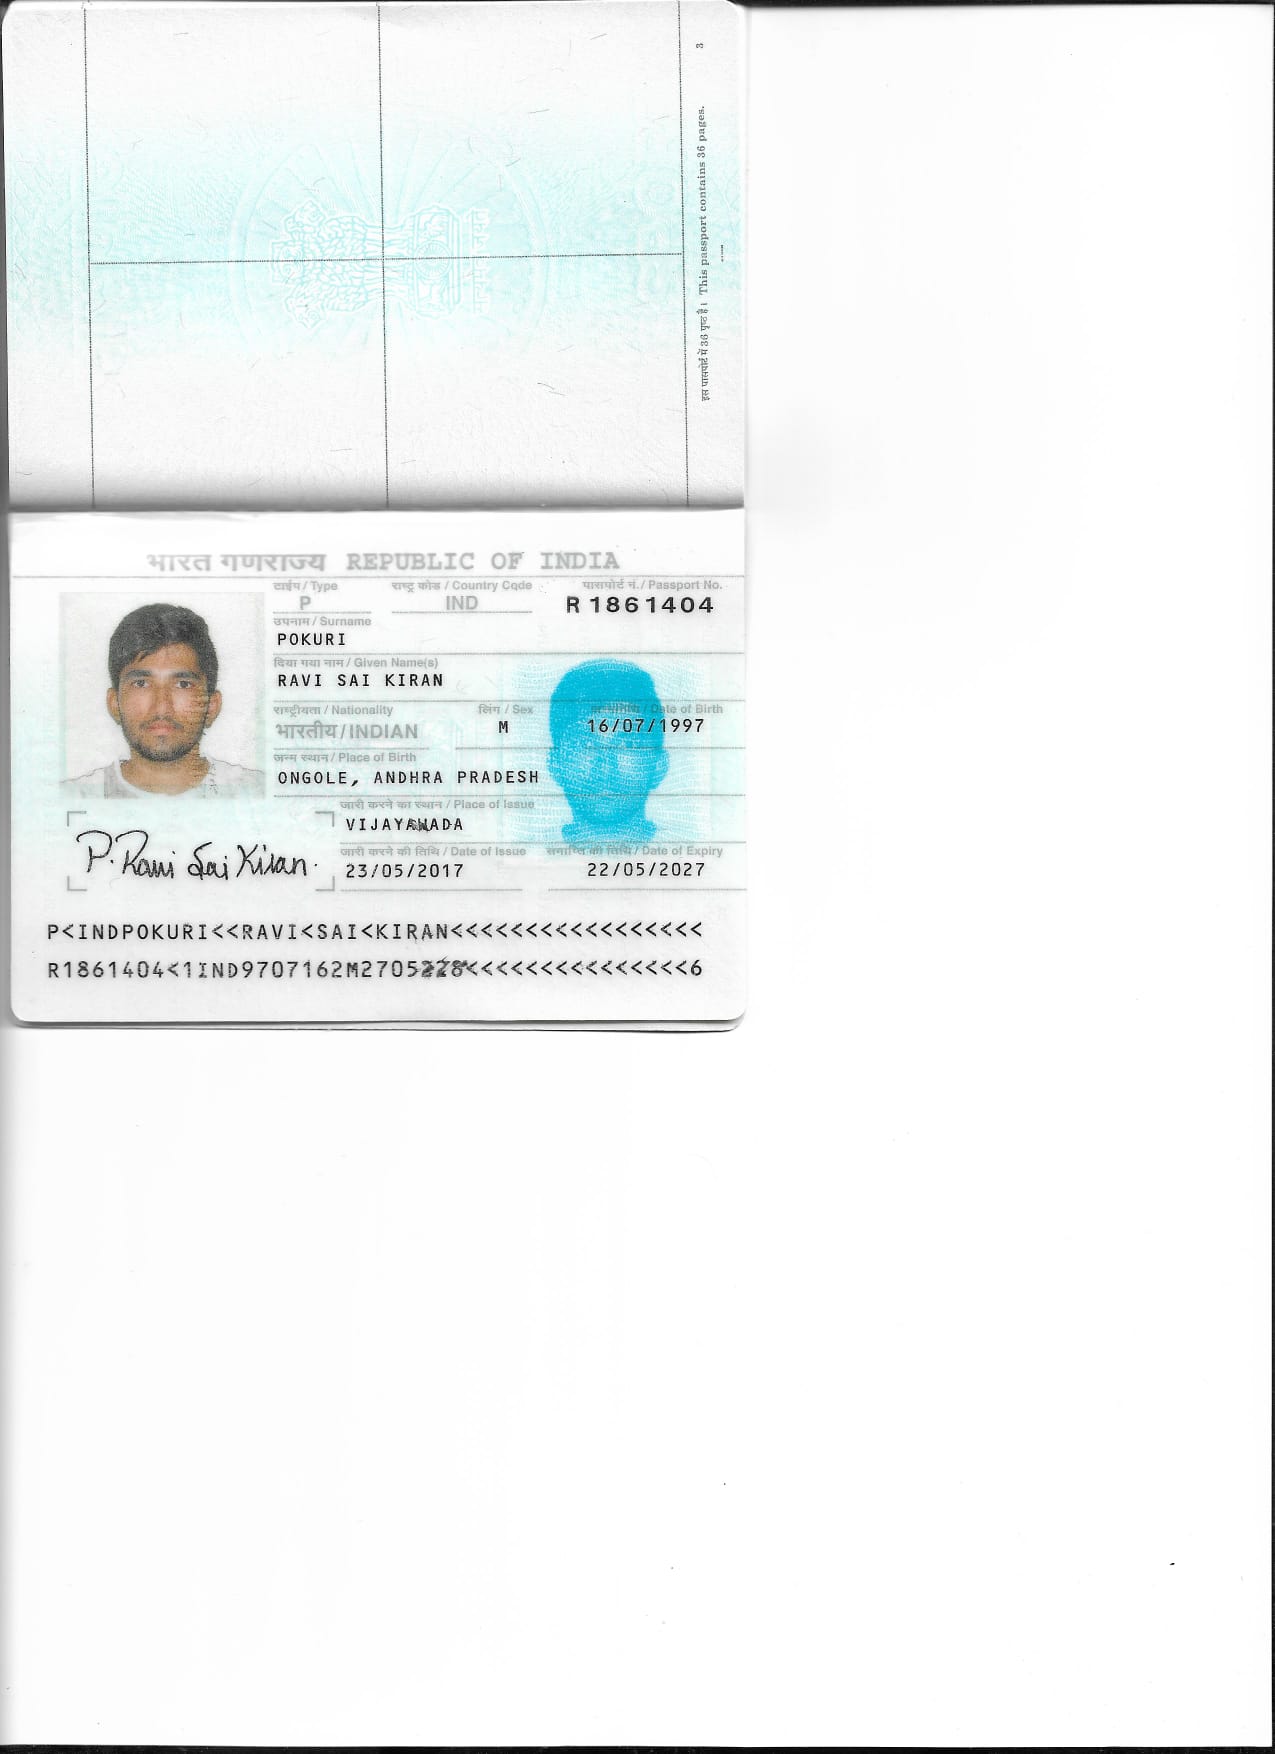 3
इस पासपोर्ट में 36 पृष्ठ है। This passport contains 36 pages.
भारत गणराज्य REPUBLIC OF INDIA
टाईप / Type राष्ट्र कोड / Country Code पासपोर्ट नं. / Passport No.
P IND R 1861404
उपनाम / Surname
POKURI
दिया गया नाम / Given Name(s)
RAVI SAI KIRAN
राष्ट्रीयता / Nationality लिंग / Sex / Date of Birth
भारतीय / INDIAN M 16/07/1997
जन्म स्थान / Place of Birth
ONGOLE, ANDHRA PRADESH
जारी करने का स्थान / Place of Issue
VIJAYAWADA
जारी करने की तिथि / Date of Issue समाप्ति की तिथि / Date of Expiry
23/05/2017 22/05/2027
P. Ravi Sai Kiran.
P<INDPOKURI<<RAVI<SAI<KIRAN<<<<<<<<<<<<<<<<<
R1861404<1IND9707162M2705228<<<<<<<<<<<<<<<6